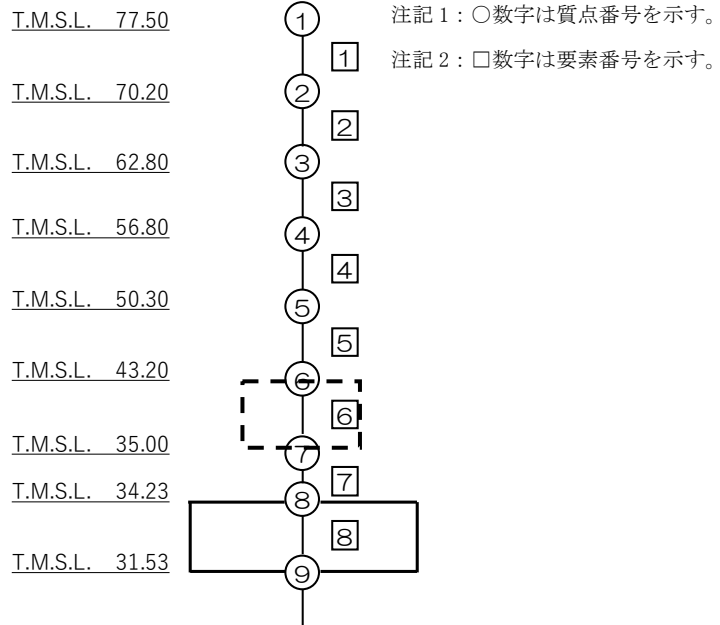 T.M.S.L. 77.50 ① 注記1：○数字は質点番号を示す。
1 注記2：□数字は要素番号を示す。
T.M.S.L. 70.20 ②
2
T.M.S.L. 62.80 ③
3
T.M.S.L. 56.80 ④
4
T.M.S.L. 50.30 ⑤
5
T.M.S.L. 43.20 ⑥
6
T.M.S.L. 35.00 ⑦
7
T.M.S.L. 34.23 ⑧
8
T.M.S.L. 31.53 ⑨